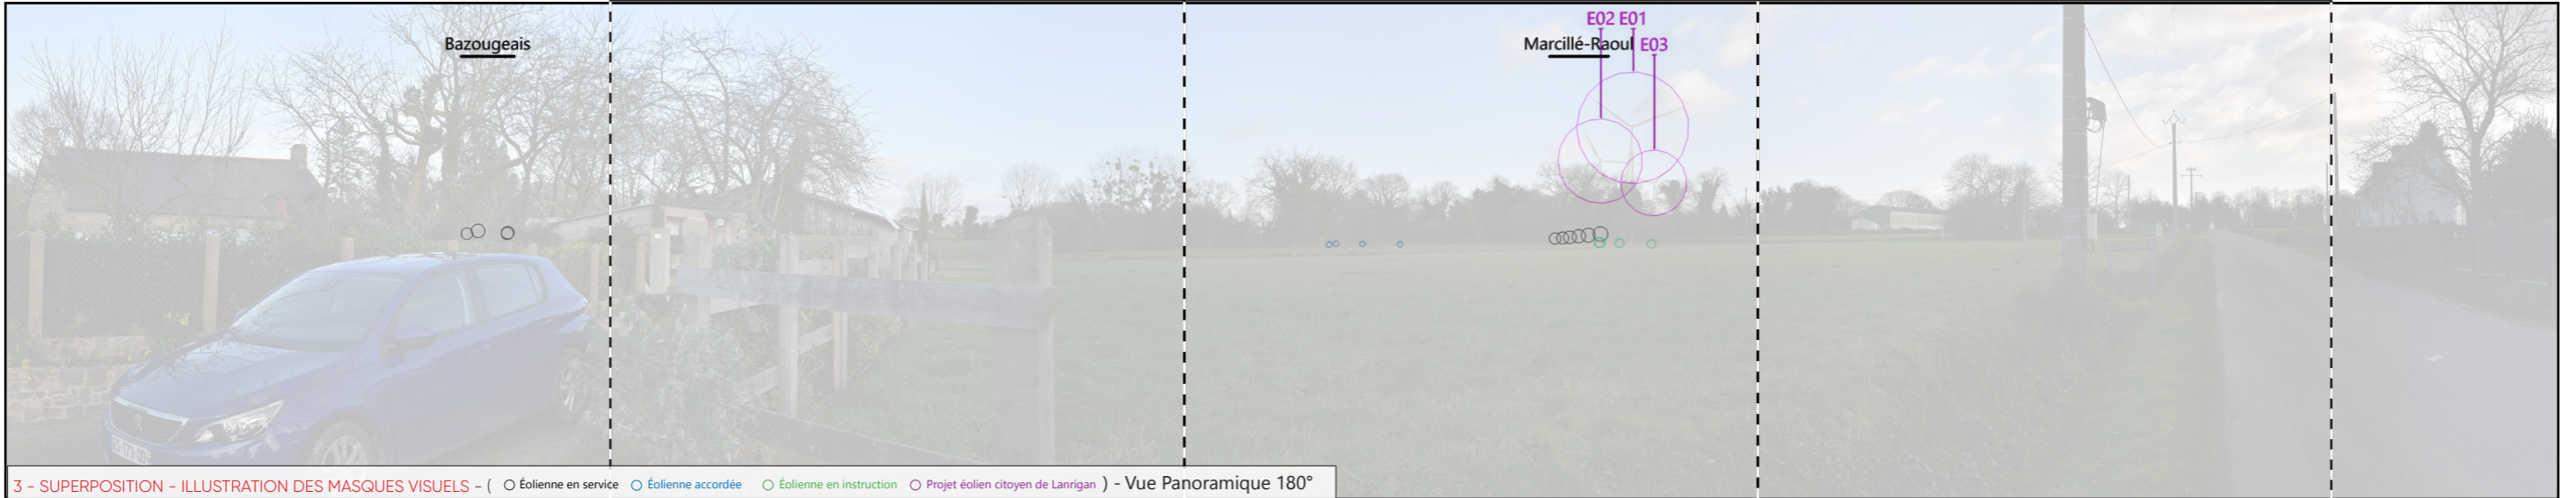 E02 E01
Bazougeais
Marcillé-Raoul E03
3 - SUPERPOSITION - ILLUSTRATION DES MASQUES VISUELS - ( Éolienne en service Éolienne accordée Éolienne en instruction Projet éolien citoyen de Lanrigan ) - Vue Panoramique 180°